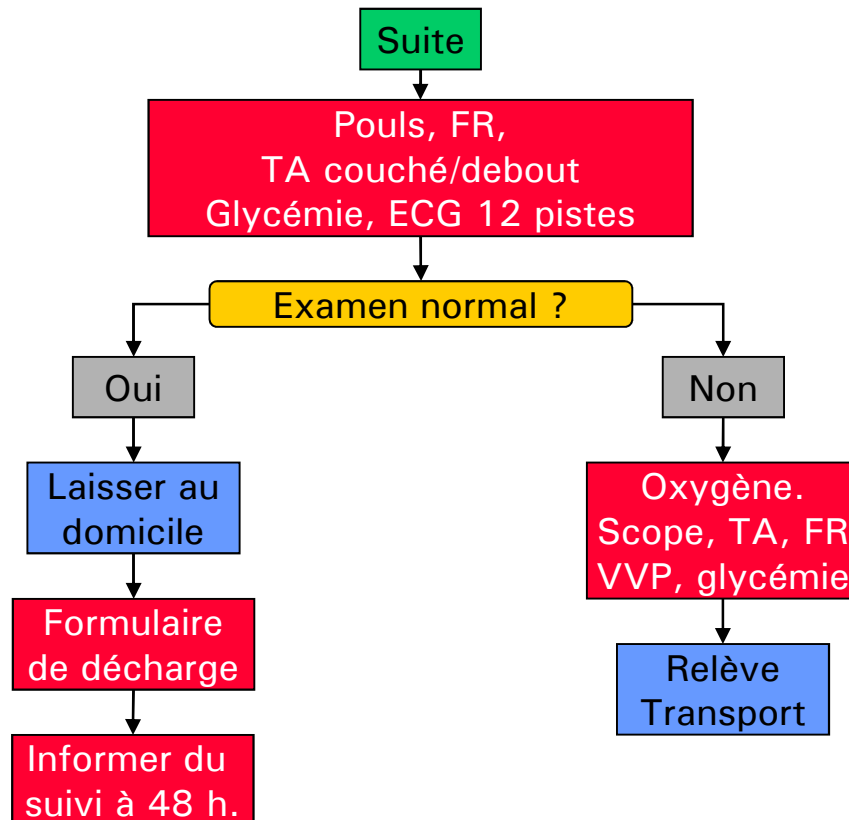 Suite
Pouls, FR,
TA couché/debout
Glycémie, ECG 12 pistes
Examen normal ?
Oui
Non
Laisser au
domicile
Oxygène.
Scope, TA, FR
VVP, glycémie
Formulaire
de décharge
Relève
Transport
Informer du
suivi à 48 h.